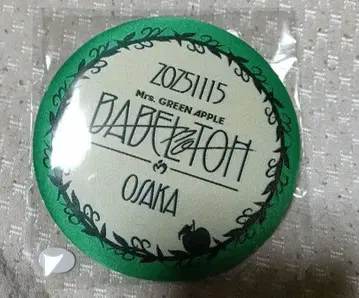 20251115
Mrs. GREEN APPLE
BABEL no TOH
OSAKA